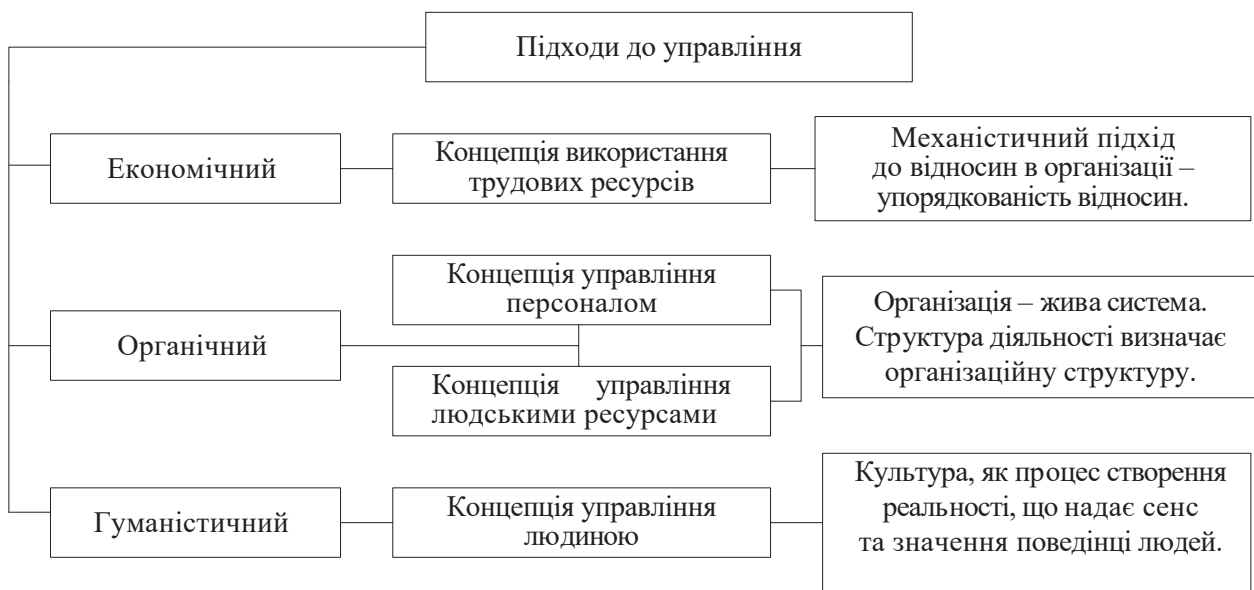 Підходи до управління
Економічний
Концепція використання
трудових ресурсів
Механістичний підхід
до відносин в організації –
упорядкованість відносин.
Органічний
Концепція управління
персоналом
Концепція управління
людськими ресурсами
Організація – жива система.
Структура діяльності визначає
організаційну структуру.
Гуманістичний
Концепція управління
людиною
Культура, як процес створення
реальності, що надає сенс
та значення поведінці людей.